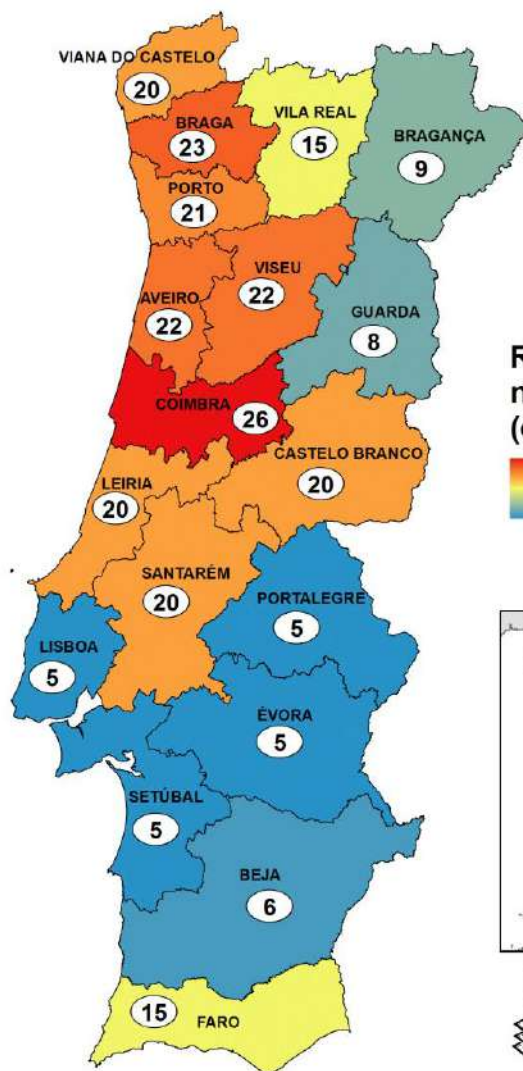 VIANA DO CASTELO
20
BRAGA
23
VILA REAL
15
BRAGANÇA
9
PORTO
21
AVEIRO
22
VISEU
22
GUARDA
8
R
n
(
COIMBRA
26
CASTELO BRANCO
20
LEIRIA
20
SANTARÉM
20
PORTALEGRE
5
LISBOA
5
ÉVORA
5
SETÚBAL
5
BEJA
6
15
FARO